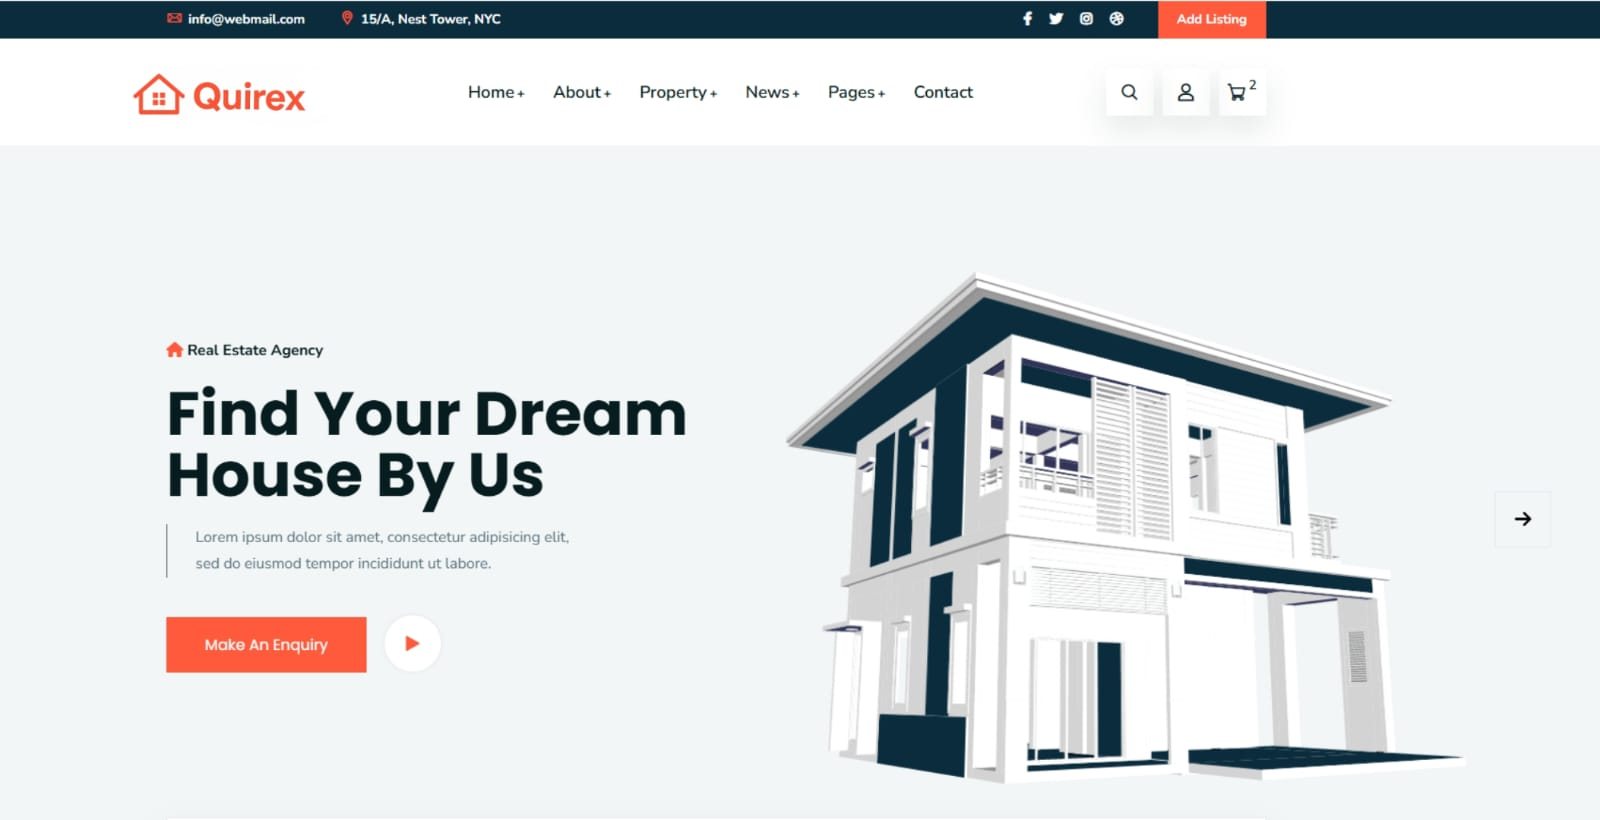 info@webmail.com
15/A, Nest Tower, NYC
Add Listing
Quirex
Home+
About+
Property+
News+
Pages+
Contact
2
Real Estate Agency
Find Your Dream
House By Us
Lorem ipsum dolor sit amet, consectetur adipisicing elit,
sed do eiusmod tempor incididunt ut labore.
Make An Enquiry